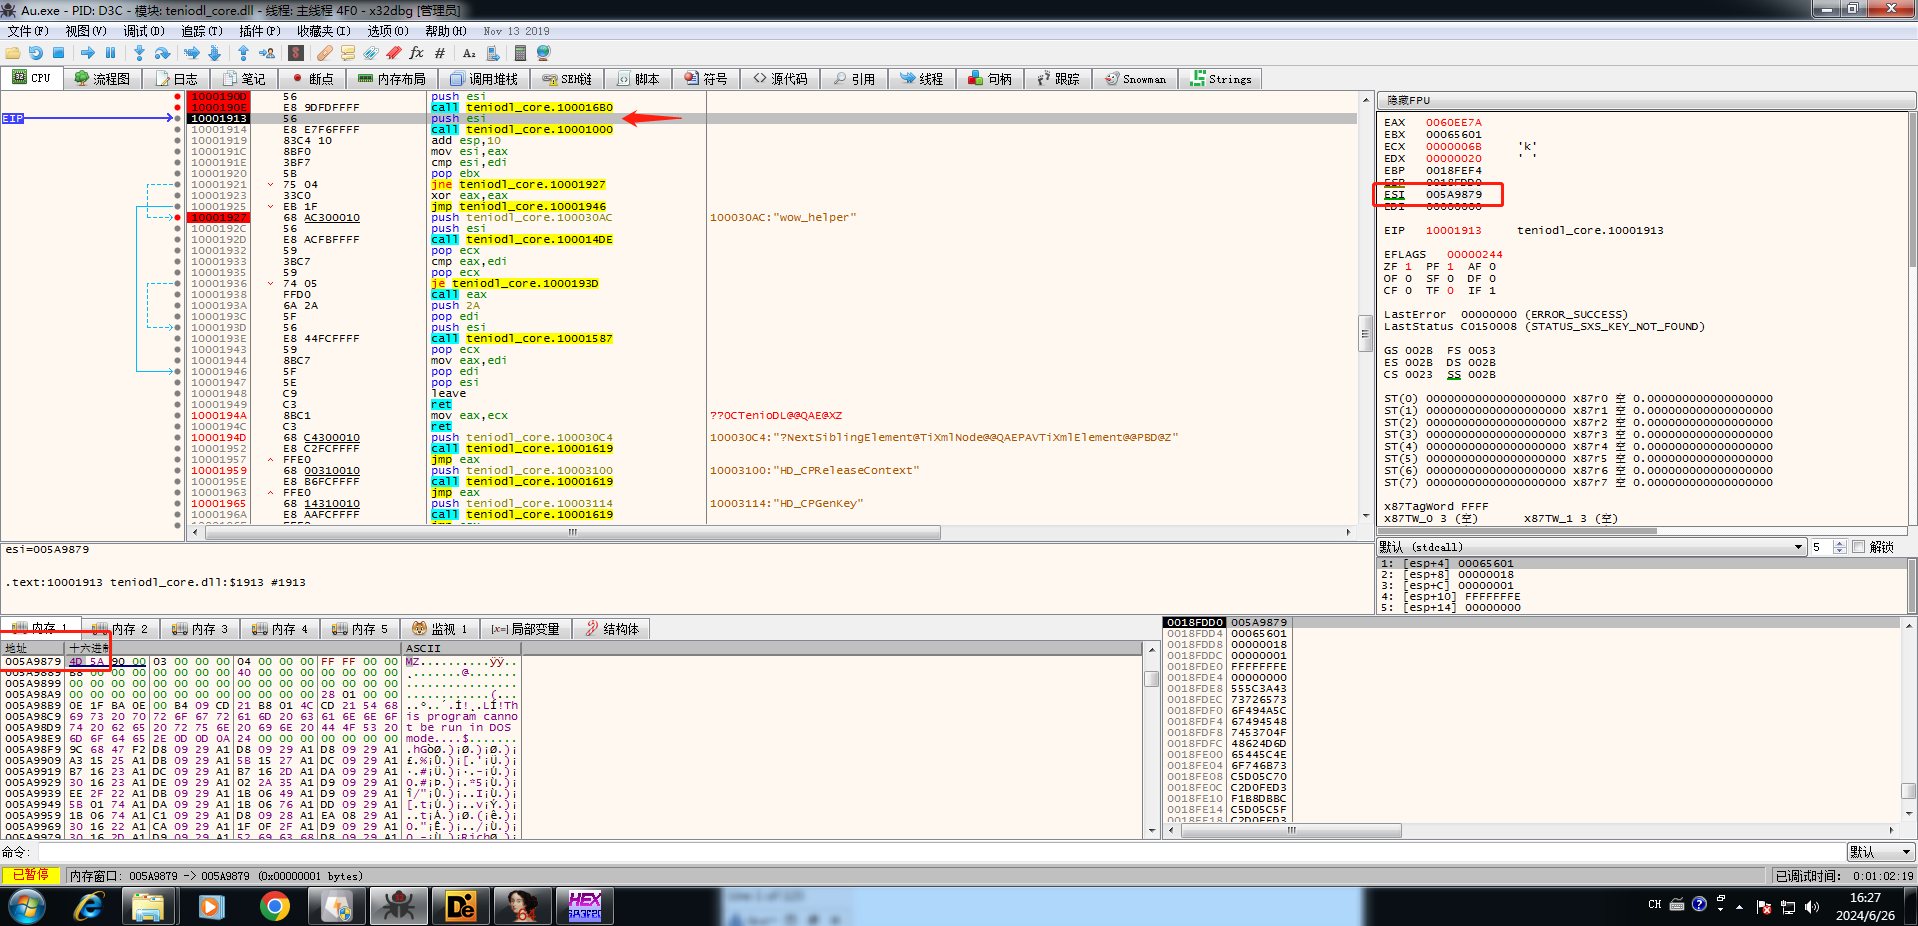 Au.exe - PID: D3C - 模块: teniodl_core.dll - 线程: 主线程 4F0 - x32dbg [管理员]
文件(F) 视图(V) 调试(D) 追踪(T) 插件(P) 收藏夹(I) 选项(O) 帮助(H) Nov 13 2019
CPU 流程图 日志 笔记 断点 内存布局 调用堆栈 SEH链 脚本 符号 源代码 引用 线程 句柄 跟踪 Snowman Strings
EIP
1000190D 56 push esi
1000190E E8 9DFDFFFF call teniodl_core.100016B0
10001913 56 push esi
10001914 E8 E7F6FFFF call teniodl_core.10001000
10001919 83C4 10 add esp,10
1000191C 8BF0 mov esi,eax
1000191E 3BF7 cmp esi,edi
10001920 5B pop ebx
10001921 75 04 jne teniodl_core.10001927
10001923 33C0 xor eax,eax
10001925 EB 1F jmp teniodl_core.10001946
10001927 68 AC300010 push teniodl_core.100030AC 100030AC:"wow_helper"
1000192C 56 push esi
1000192D E8 ACFBFFFF call teniodl_core.100014DE
10001932 59 pop ecx
10001933 3BC7 cmp eax,edi
10001935 59 pop ecx
10001936 74 05 je teniodl_core.1000193D
10001938 FFD0 call eax
1000193A 6A 2A push 2A
1000193C 5F pop edi
1000193D 56 push esi
1000193E E8 44FCFFFF call teniodl_core.10001587
10001943 59 pop ecx
10001944 8BC7 mov eax,edi
10001946 5F pop edi
10001947 5E pop esi
10001948 C9 leave
10001949 C3 ret
1000194A 8BC1 mov eax,ecx ??0CTenioDL@@QAE@XZ
1000194C C3 ret
1000194D 68 C4300010 push teniodl_core.100030C4 100030C4:"?NextSiblingElement@TiXmlNode@@QAEPAVTiXmlElement@@PBD@Z"
10001952 E8 C2FCFFFF call teniodl_core.10001619
10001957 FFE0 jmp eax
10001959 68 00310010 push teniodl_core.10003100 10003100:"HD_CPReleaseContext"
1000195E E8 B6FCFFFF call teniodl_core.10001619
10001963 FFE0 jmp eax
10001965 68 14310010 push teniodl_core.10003114 10003114:"HD_CPGenKey"
1000196A E8 AAFCFFFF call teniodl_core.10001619
隐藏FPU
EAX 0060EE7A
EBX 00065601
ECX 0000006B 'k'
EDX 00000020 ' '
EBP 0018FEF4
ESP 0018FDD0
ESI 005A9879
EDI 00000000
EIP 10001913 teniodl_core.10001913
EFLAGS 00000244
ZF 1 PF 1 AF 0
OF 0 SF 0 DF 0
CF 0 TF 0 IF 1
LastError 00000000 (ERROR_SUCCESS)
LastStatus C0150008 (STATUS_SXS_KEY_NOT_FOUND)
GS 002B FS 0053
ES 002B DS 002B
CS 0023 SS 002B
ST(0) 00000000000000000000 x87r0 空 0.000000000000000000
ST(1) 00000000000000000000 x87r1 空 0.000000000000000000
ST(2) 00000000000000000000 x87r2 空 0.000000000000000000
ST(3) 00000000000000000000 x87r3 空 0.000000000000000000
ST(4) 00000000000000000000 x87r4 空 0.000000000000000000
ST(5) 00000000000000000000 x87r5 空 0.000000000000000000
ST(6) 00000000000000000000 x87r6 空 0.000000000000000000
ST(7) 00000000000000000000 x87r7 空 0.000000000000000000
x87TagWord FFFF
x87TW_0 3 (空) x87TW_1 3 (空)
esi=005A9879
.text:10001913 teniodl_core.dll:$1913 #1913
默认 (stdcall) 5 解锁
1: [esp+4] 00065601
2: [esp+8] 00000018
3: [esp+C] 00000001
4: [esp+10] FFFFFFFE
5: [esp+14] 00000000
内存 1 内存 2 内存 3 内存 4 内存 5 监视 1 [x=] 局部变量 结构体
地址 十六进制 ASCII
005A9879 4D 5A 90 00 03 00 00 00 04 00 00 00 FF FF 00 00 MZ..........ÿÿ..
005A9889 B8 00 00 00 00 00 00 00 40 00 00 00 00 00 00 00 ¸.......@.......
005A9899 00 00 00 00 00 00 00 00 00 00 00 00 00 00 00 00 ................
005A98A9 00 00 00 00 00 00 00 00 00 00 00 00 28 01 00 00 ............(...
005A98B9 0E 1F BA 0E 00 B4 09 CD 21 B8 01 4C CD 21 54 68 ..º..´.Í!¸.LÍ!Th
005A98C9 69 73 20 70 72 6F 67 72 61 6D 20 63 61 6E 6E 6F is program canno
005A98D9 74 20 62 65 20 72 75 6E 20 69 6E 20 44 4F 53 20 t be run in DOS
005A98E9 6D 6F 64 65 2E 0D 0D 0A 24 00 00 00 00 00 00 00 mode....$.......
005A98F9 9C 68 47 F2 D8 09 29 A1 D8 09 29 A1 D8 09 29 A1 .hGòØ.)¡Ø.)¡Ø.)¡
005A9909 A3 15 25 A1 DB 09 29 A1 5B 15 27 A1 DC 09 29 A1 £.%¡Û.)¡[.'¡Ü.)¡
005A9919 B7 16 23 A1 DC 09 29 A1 B7 16 2D A1 DA 09 29 A1 ·.#¡Ü.)¡·.-¡Ú.)¡
005A9929 30 16 23 A1 DE 09 29 A1 02 2A 35 A1 D9 09 29 A1 0.#¡Þ.)¡.*5¡Ù.)¡
005A9939 EE 2F 22 A1 DB 09 29 A1 1B 06 49 A1 D9 09 29 A1 î/"¡Û.)¡..I¡Ù.)¡
005A9949 5B 01 74 A1 DA 09 29 A1 1B 06 76 A1 DD 09 29 A1 [.t¡Ú.)¡..v¡Ý.)¡
005A9959 1B 06 74 A1 C1 09 29 A1 D8 09 28 A1 EA 08 29 A1 ..t¡Á.)¡Ø.(¡ê.)¡
005A9969 30 16 22 A1 CA 09 29 A1 1F 0F 2F A1 D9 09 29 A1 0."¡Ê.)¡../¡Ù.)¡
005A9979 30 16 2D A1 D9 09 29 A1 52 69 63 68 D8 09 29 A1 0.-¡Ù.)¡RichØ.)¡
0018FDD0 005A9879
0018FDD4 00065601
0018FDD8 00000018
0018FDDC 00000001
0018FDE0 FFFFFFFE
0018FDE4 00000000
0018FDE8 555C3A43
0018FDEC 73726573
0018FDF0 6F494A5C
0018FDF4 67494548
0018FDF8 7453704F
0018FDFC 48624D6D
0018FE00 65445C4E
0018FE04 6F746B73
0018FE08 C5D05C70
0018FE0C C2D0FED3
0018FE10 F1B8DBBC
0018FE14 C5D05C5F
0018FE18 C2D0FED3
命令: 默认
已暂停 内存窗口: 005A9879 -> 005A9879 (0x00000001 bytes) 已调试时间: 0:01:02:19
De
64
HEX
CH
16:27
2024/6/26